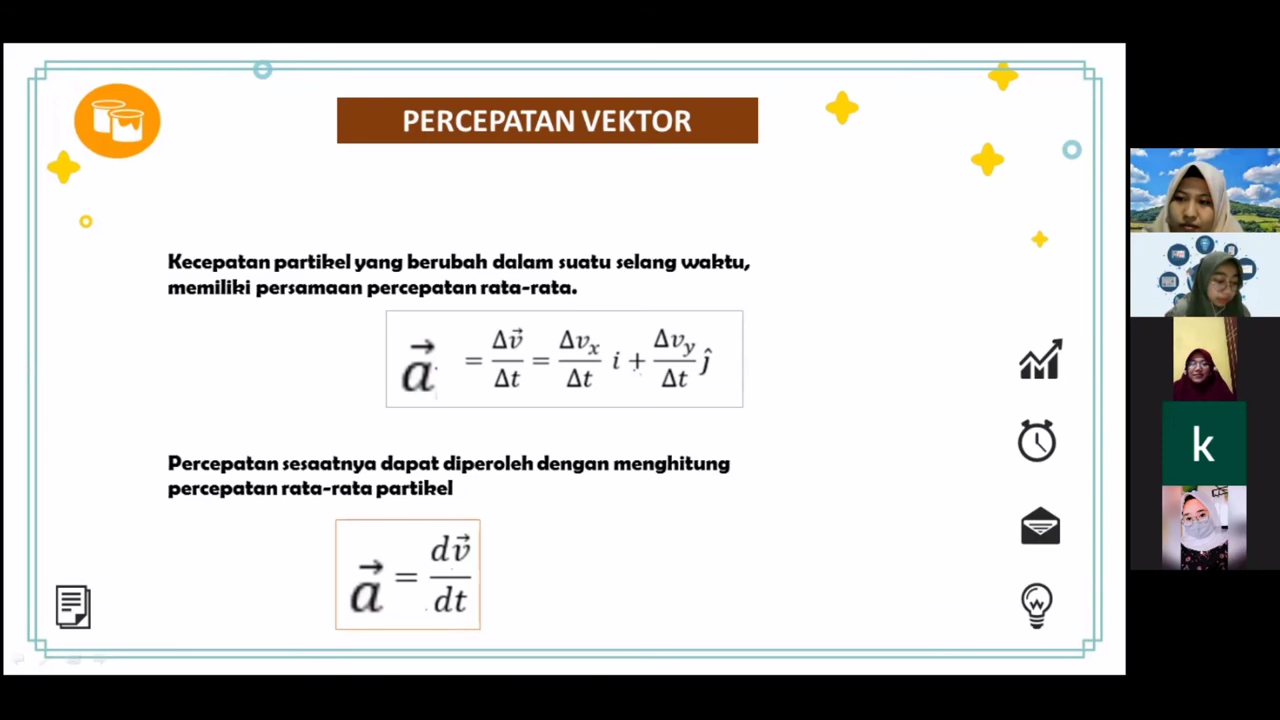 PERCEPATAN VEKTOR
Kecepatan partikel yang berubah dalam suatu selang waktu,
memiliki persamaan percepatan rata-rata.
a⃗ = Δv⃗/Δt = Δvₓ/Δt i + Δvᵧ/Δt ĵ
Percepatan sesaatnya dapat diperoleh dengan menghitung
percepatan rata-rata partikel
a⃗ = dv⃗/dt
k